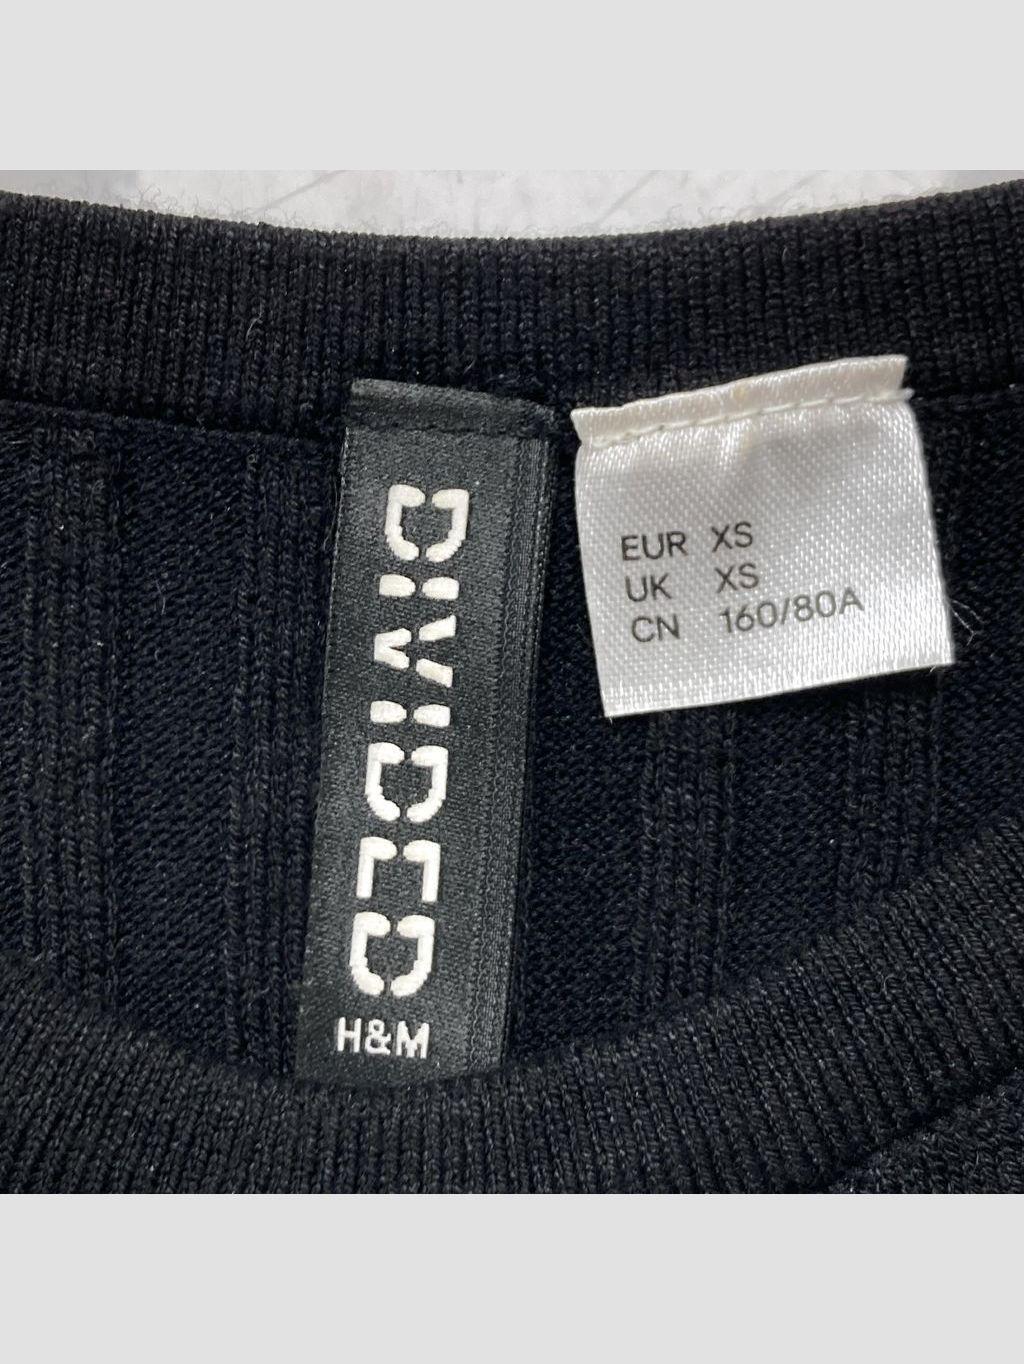 DIVIDED
H&M
EUR XS
UK XS
CN 160/80A